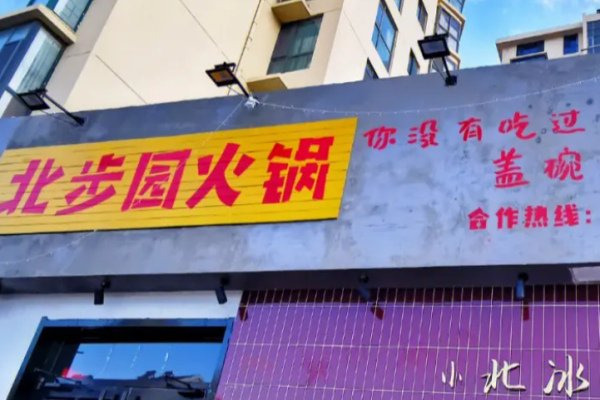 北步园火锅
你没有吃过
盖碗
合作热线:
小北冰